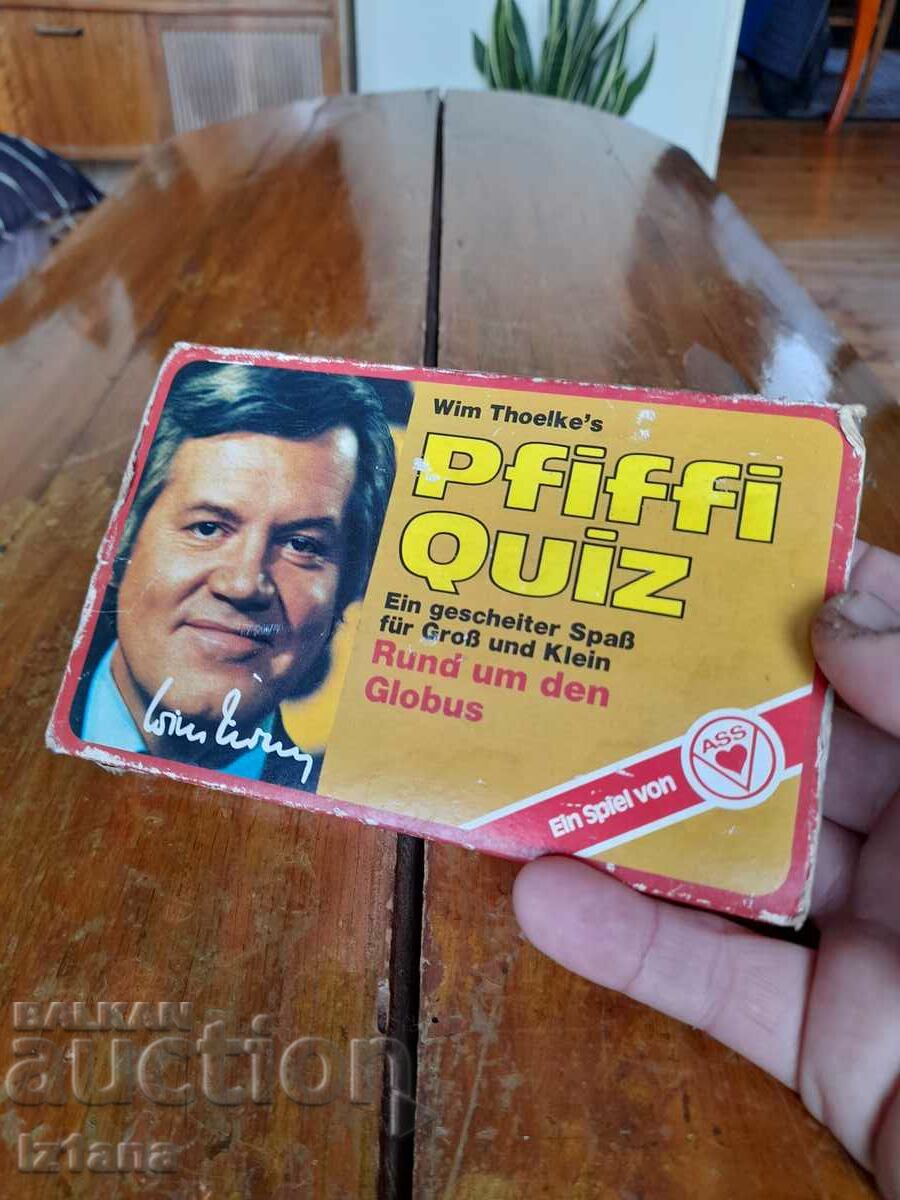 Wim Thoelke's
Pfiffi
Quiz
Ein gescheiter Spaß
für Groß und Klein
Rund um den
Globus
Ein Spiel von
ASS
BALKAN
auction
Iz1ana